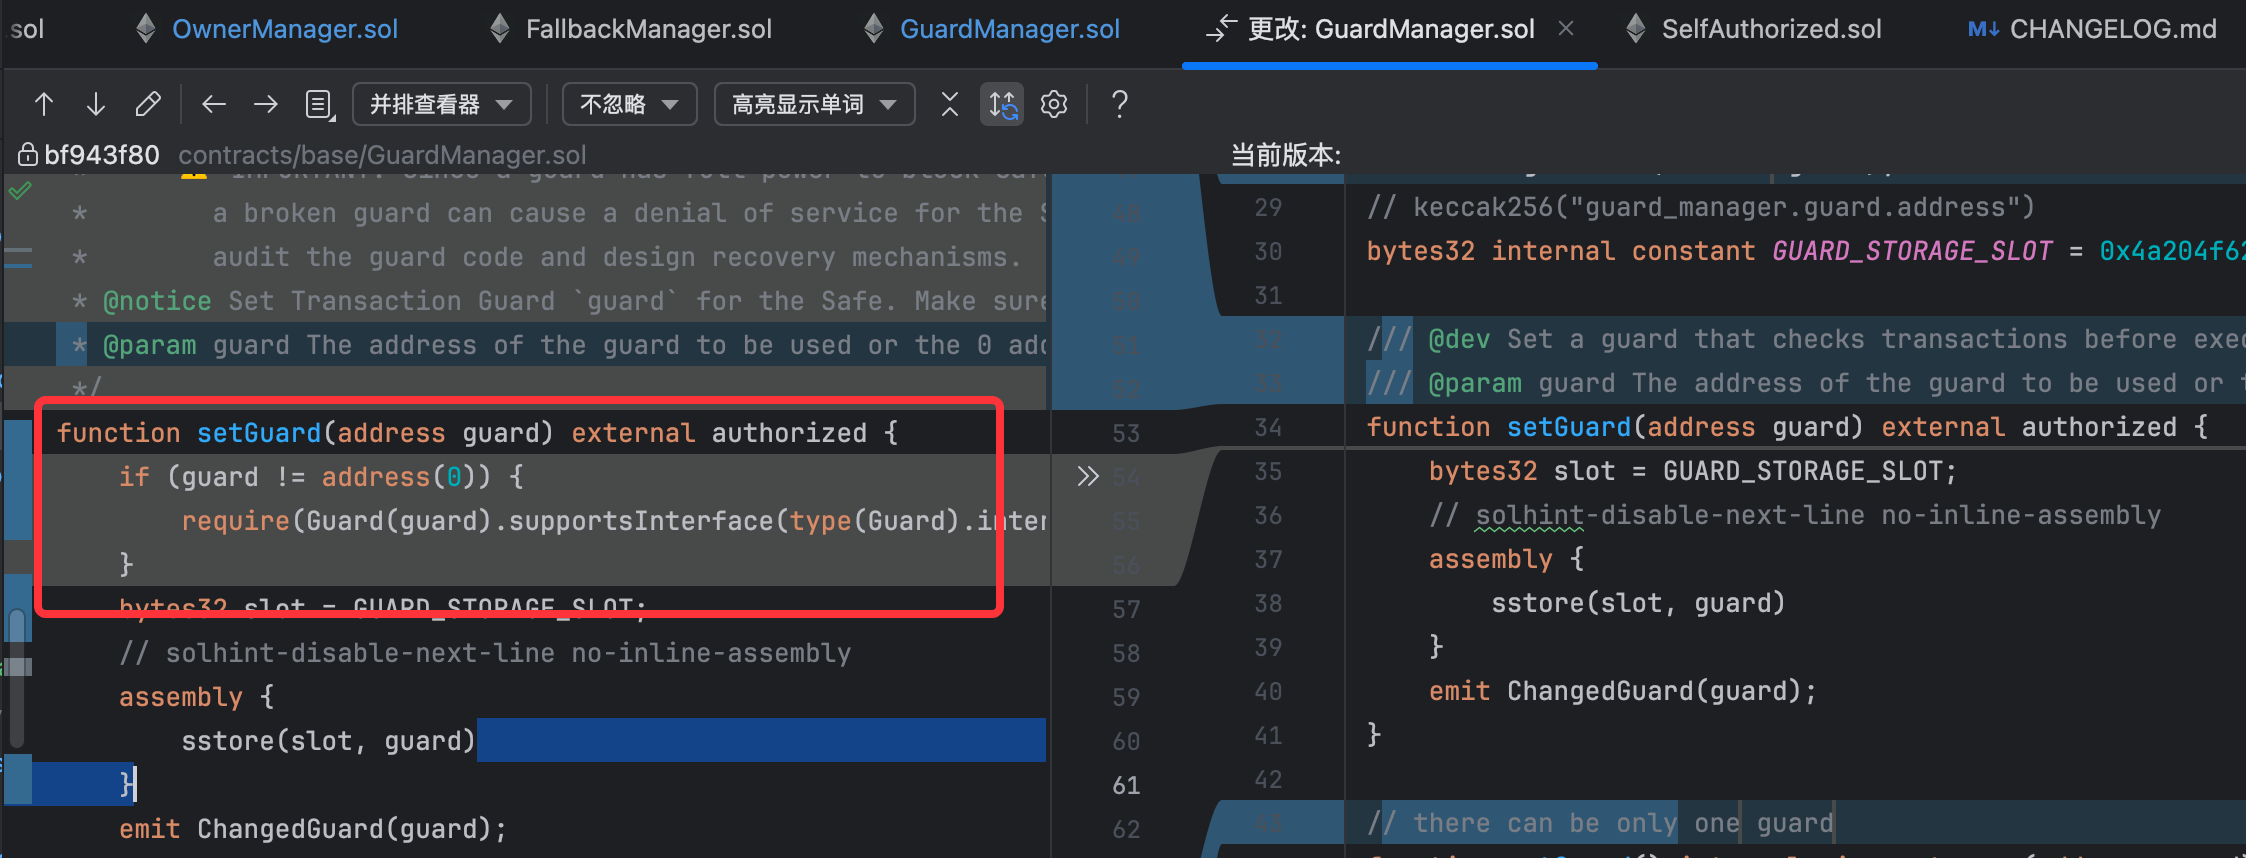 .sol
OwnerManager.sol
FallbackManager.sol
GuardManager.sol
更改: GuardManager.sol
SelfAuthorized.sol
M↓ CHANGELOG.md
并排查看器
不忽略
高亮显示单词
?
bf943f80 contracts/base/GuardManager.sol
* a broken guard can cause a denial of service for the S
* audit the guard code and design recovery mechanisms.
* @notice Set Transaction Guard `guard` for the Safe. Make sure
* @param guard The address of the guard to be used or the 0 add
*/
function setGuard(address guard) external authorized {
if (guard != address(0)) {
require(Guard(guard).supportsInterface(type(Guard).inter
}
bytes32 slot = GUARD_STORAGE_SLOT;
// solhint-disable-next-line no-inline-assembly
assembly {
sstore(slot, guard)
}
emit ChangedGuard(guard);
48
49
50
51
52
53
54
55
56
57
58
59
60
61
62
当前版本:
29 // keccak256("guard_manager.guard.address")
30 bytes32 internal constant GUARD_STORAGE_SLOT = 0x4a204f62
31
32 /// @dev Set a guard that checks transactions before exec
33 /// @param guard The address of the guard to be used or t
34 function setGuard(address guard) external authorized {
35 bytes32 slot = GUARD_STORAGE_SLOT;
36 // solhint-disable-next-line no-inline-assembly
37 assembly {
38 sstore(slot, guard)
39 }
40 emit ChangedGuard(guard);
41 }
42
43 // there can be only one guard